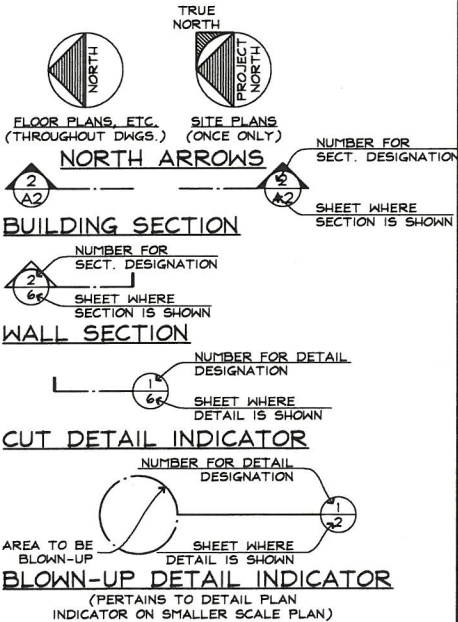 TRUE
NORTH
NORTH
PROJECT
NORTH
FLOOR PLANS, ETC.
(THROUGHOUT DWGS.)
SITE PLANS
(ONCE ONLY)
NORTH ARROWS
2
A2
2
A2
NUMBER FOR
SECT. DESIGNATION
SHEET WHERE
SECTION IS SHOWN
BUILDING SECTION
NUMBER FOR
SECT. DESIGNATION
2
6
SHEET WHERE
SECTION IS SHOWN
WALL SECTION
NUMBER FOR DETAIL
DESIGNATION
1
6
SHEET WHERE
DETAIL IS SHOWN
CUT DETAIL INDICATOR
NUMBER FOR DETAIL
DESIGNATION
1
2
AREA TO BE
BLOWN-UP
SHEET WHERE
DETAIL IS SHOWN
BLOWN-UP DETAIL INDICATOR
(PERTAINS TO DETAIL PLAN
INDICATOR ON SMALLER SCALE PLAN)